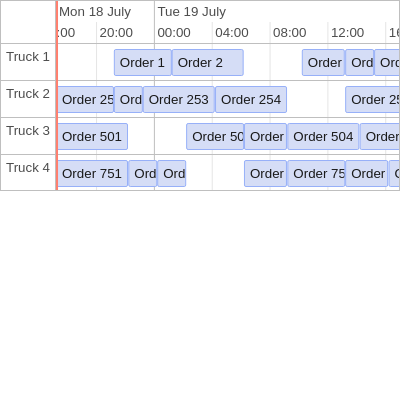 Mon 18 July Tue 19 July
:00 20:00 00:00 04:00 08:00 12:00 16
Truck 1 Order 1 Order 2 Order Ord Ord
Truck 2 Order 25 Ord Order 253 Order 254 Order 25
Truck 3 Order 501 Order 50 Order Order 504 Order
Truck 4 Order 751 Ord Ord Order Order 75 Order